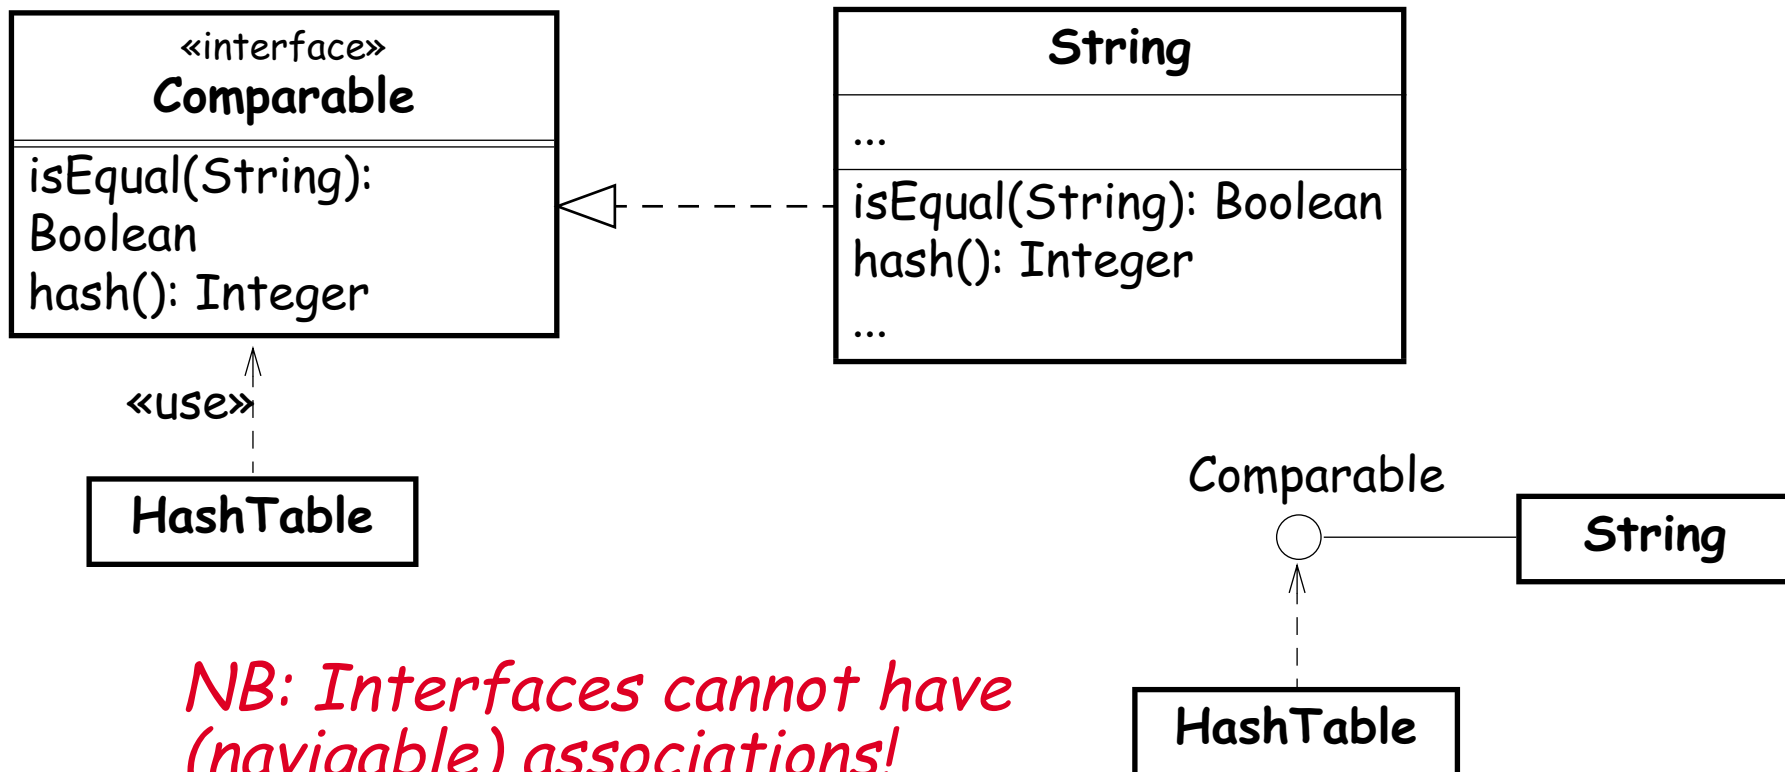 «interface»
Comparable
isEqual(String):
Boolean
hash(): Integer
String
...
isEqual(String): Boolean
hash(): Integer
...
«use»
HashTable
Comparable
String
HashTable
NB: Interfaces cannot have
(navigable) associations!